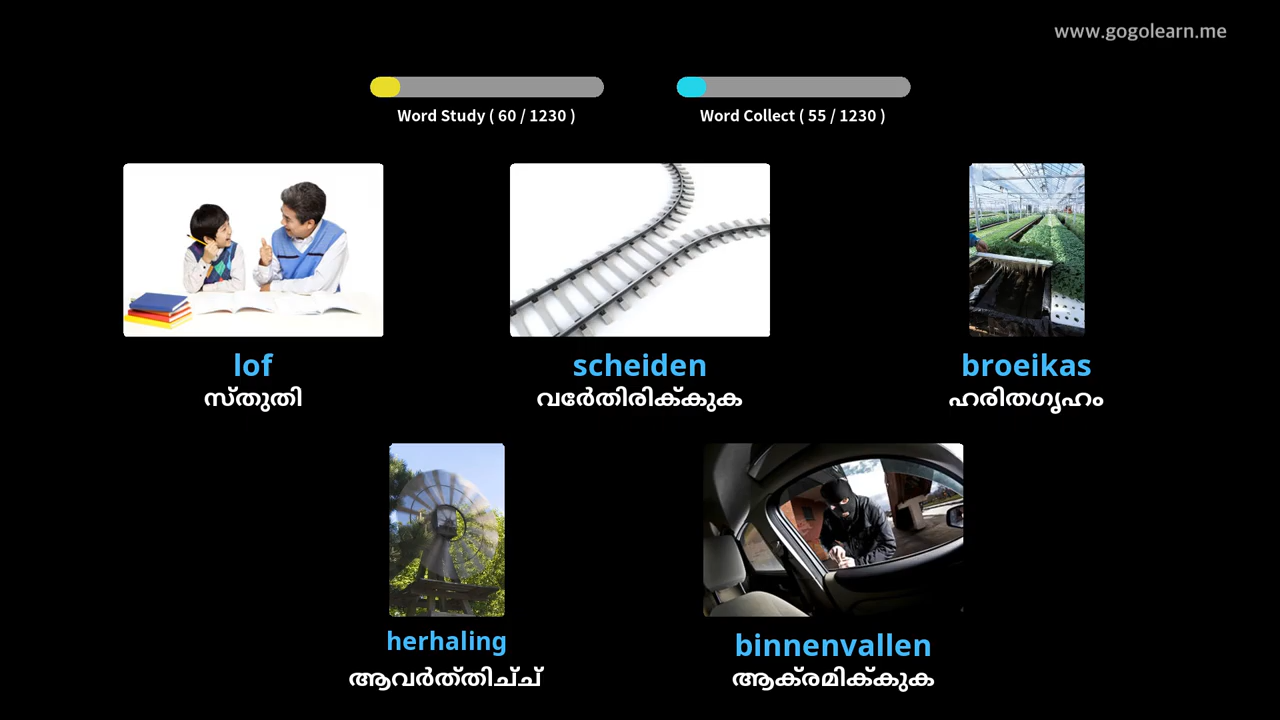 www.gogolearn.me
Word Study ( 60 / 1230 )
Word Collect ( 55 / 1230 )
lof
scheiden
broeikas
സ്തുതി
വേർതിരിക്കുക
ഹരിതഗൃഹം
herhaling
binnenvallen
ആവർത്തിച്ച്
ആക്രമിക്കുക